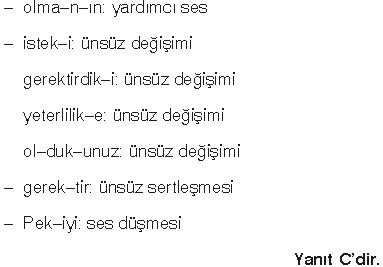 – olma–n–ın: yardımcı ses
– istek–i: ünsüz değişimi
gerektirdik–i: ünsüz değişimi
yeterlilik–e: ünsüz değişimi
ol–duk–unuz: ünsüz değişimi
– gerek–tir: ünsüz sertleşmesi
– Pek–iyi: ses düşmesi
Yanıt C’dir.